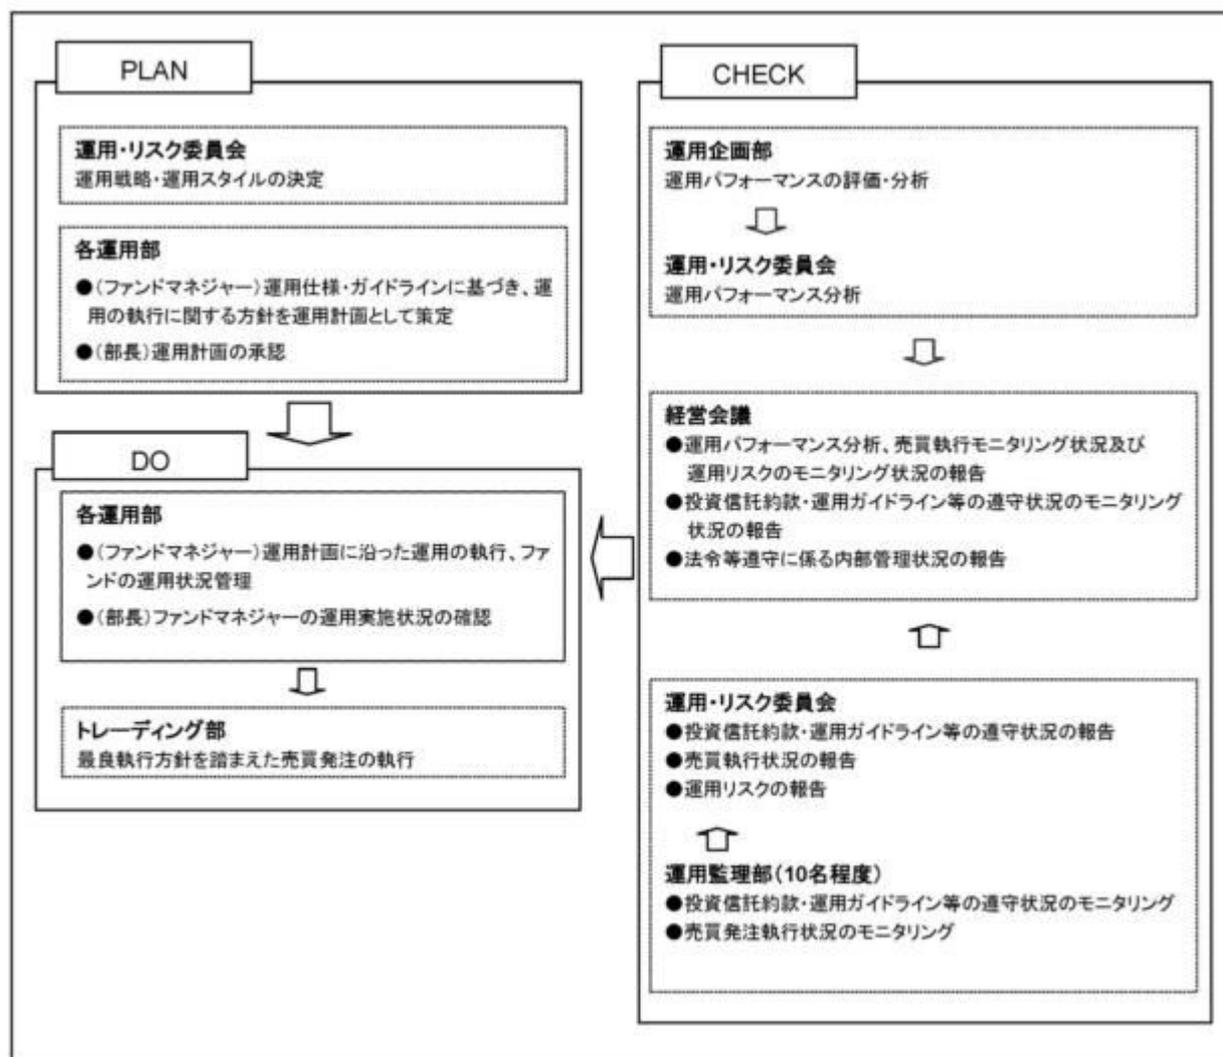 PLAN
運用・リスク委員会
運用戦略・運用スタイルの決定
各運用部
●(ファンドマネジャー)運用仕様・ガイドラインに基づき、運
用の執行に関する方針を運用計画として策定
●(部長)運用計画の承認
DO
各運用部
●(ファンドマネジャー)運用計画に沿った運用の執行、ファ
ンドの運用状況管理
●(部長)ファンドマネジャーの運用実施状況の確認
トレーディング部
最良執行方針を踏まえた売買発注の執行
CHECK
運用企画部
運用パフォーマンスの評価・分析
運用・リスク委員会
運用パフォーマンス分析
経営会議
●運用パフォーマンス分析、売買執行モニタリング状況及び
運用リスクのモニタリング状況の報告
●投資信託約款・運用ガイドライン等の遵守状況のモニタリング
状況の報告
●法令等遵守に係る内部管理状況の報告
運用・リスク委員会
●投資信託約款・運用ガイドライン等の遵守状況の報告
●売買執行状況の報告
●運用リスクの報告
運用監理部(10名程度)
●投資信託約款・運用ガイドライン等の遵守状況のモニタリング
●売買発注執行状況のモニタリング